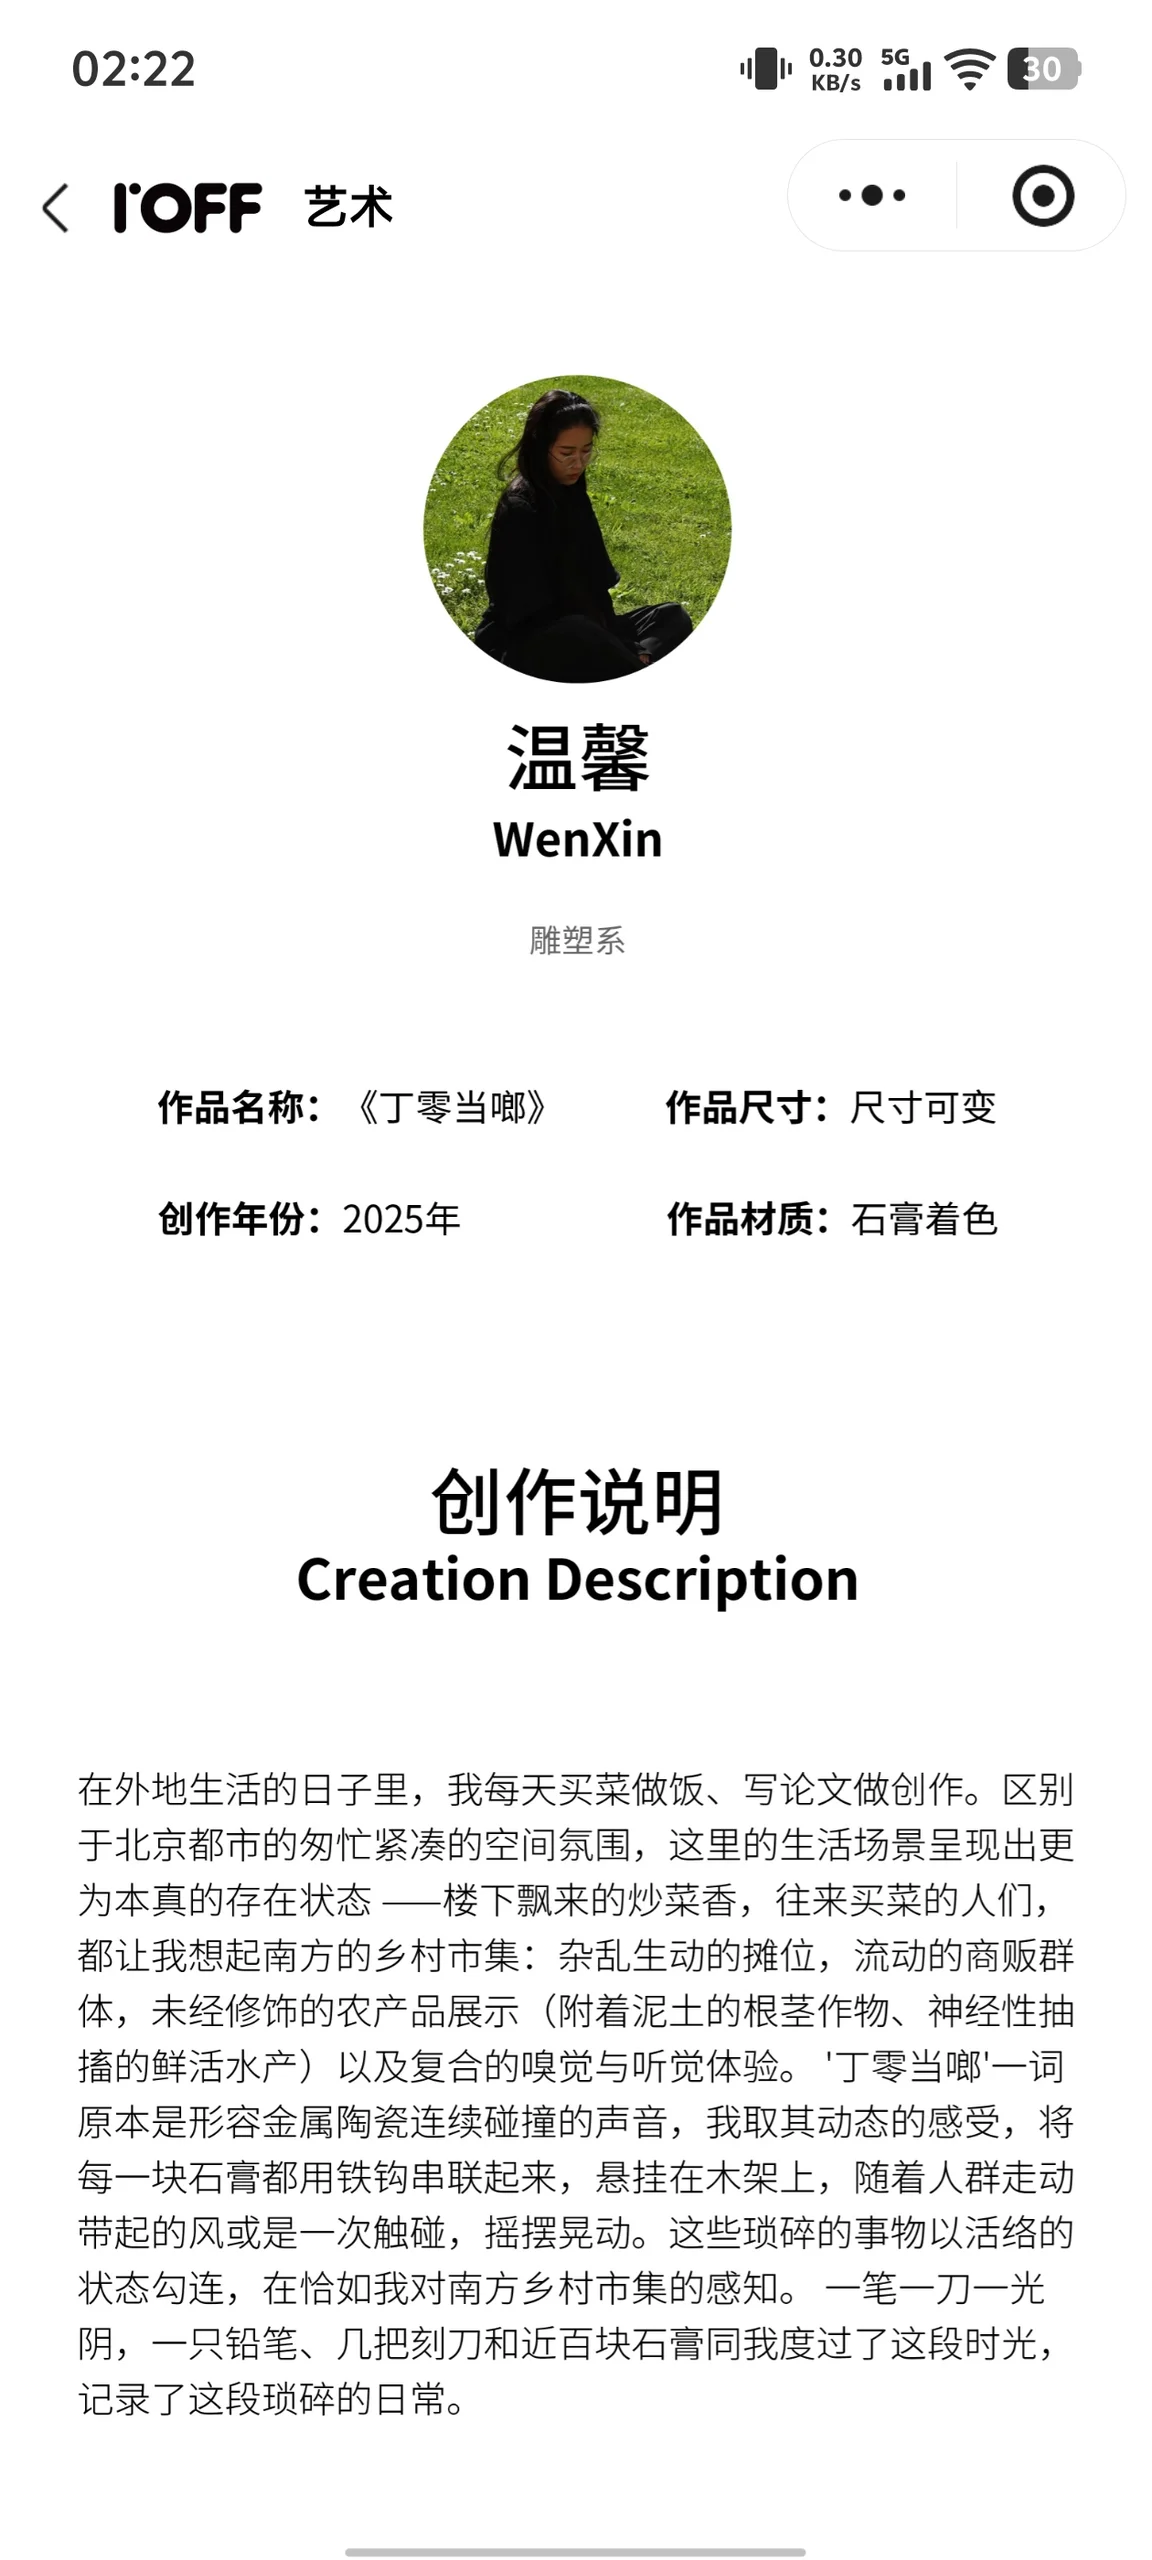 02:22
0.30 KB/s 5G 30
I'OFF 艺术
温馨
WenXin
雕塑系
作品名称：《丁零当啷》 作品尺寸：尺寸可变
创作年份：2025年 作品材质：石膏着色
创作说明
Creation Description
在外地生活的日子里，我每天买菜做饭、写论文做创作。区别
于北京都市的匆忙紧凑的空间氛围，这里的生活场景呈现出更
为本真的存在状态 ——楼下飘来的炒菜香，往来买菜的人们，
都让我想起南方的乡村市集：杂乱生动的摊位，流动的商贩群
体，未经修饰的农产品展示（附着泥土的根茎作物、神经性抽
搐的鲜活水产）以及复合的嗅觉与听觉体验。'丁零当啷'一词
原本是形容金属陶瓷连续碰撞的声音，我取其动态的感受，将
每一块石膏都用铁钩串联起来，悬挂在木架上，随着人群走动
带起的风或是一次触碰，摇摆晃动。这些琐碎的事物以活络的
状态勾连，在恰如我对南方乡村市集的感知。 一笔一刀一光
阴，一只铅笔、几把刻刀和近百块石膏同我度过了这段时光，
记录了这段琐碎的日常。